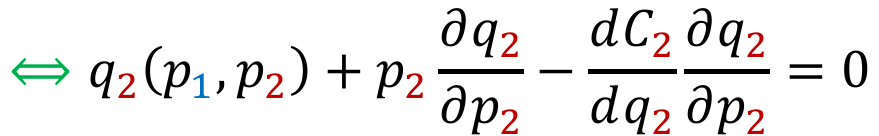 ⟺ q₂(p₁, p₂) + p₂ ∂q₂/∂p₂ − dC₂/dq₂ ∂q₂/∂p₂ = 0